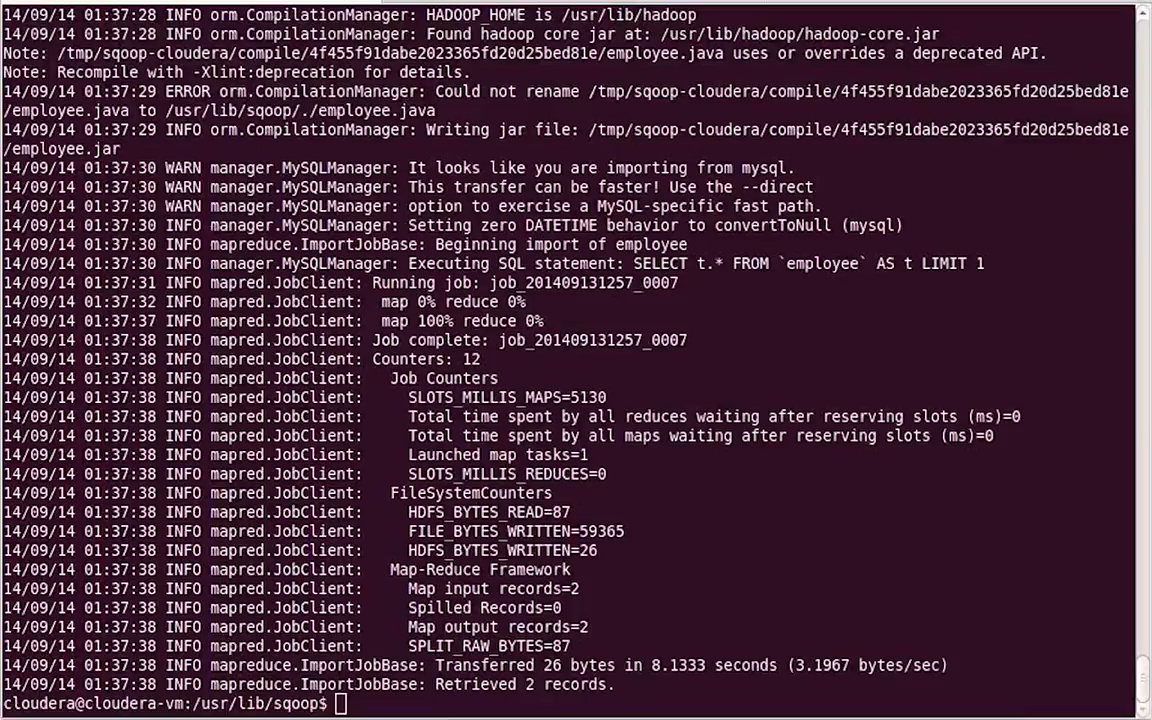 14/09/14 01:37:28 INFO orm.CompilationManager: HADOOP_HOME is /usr/lib/hadoop
14/09/14 01:37:28 INFO orm.CompilationManager: Found hadoop core jar at: /usr/lib/hadoop/hadoop-core.jar
Note: /tmp/sqoop-cloudera/compile/4f455f91dabe2023365fd20d25bed81e/employee.java uses or overrides a deprecated API.
Note: Recompile with -Xlint:deprecation for details.
14/09/14 01:37:29 ERROR orm.CompilationManager: Could not rename /tmp/sqoop-cloudera/compile/4f455f91dabe2023365fd20d25bed81e
/employee.java to /usr/lib/sqoop/./employee.java
14/09/14 01:37:29 INFO orm.CompilationManager: Writing jar file: /tmp/sqoop-cloudera/compile/4f455f91dabe2023365fd20d25bed81e
/employee.jar
14/09/14 01:37:30 WARN manager.MySQLManager: It looks like you are importing from mysql.
14/09/14 01:37:30 WARN manager.MySQLManager: This transfer can be faster! Use the --direct
14/09/14 01:37:30 WARN manager.MySQLManager: option to exercise a MySQL-specific fast path.
14/09/14 01:37:30 INFO manager.MySQLManager: Setting zero DATETIME behavior to convertToNull (mysql)
14/09/14 01:37:30 INFO mapreduce.ImportJobBase: Beginning import of employee
14/09/14 01:37:30 INFO manager.MySQLManager: Executing SQL statement: SELECT t.* FROM `employee` AS t LIMIT 1
14/09/14 01:37:31 INFO mapred.JobClient: Running job: job_201409131257_0007
14/09/14 01:37:32 INFO mapred.JobClient:  map 0% reduce 0%
14/09/14 01:37:37 INFO mapred.JobClient:  map 100% reduce 0%
14/09/14 01:37:38 INFO mapred.JobClient: Job complete: job_201409131257_0007
14/09/14 01:37:38 INFO mapred.JobClient: Counters: 12
14/09/14 01:37:38 INFO mapred.JobClient:   Job Counters
14/09/14 01:37:38 INFO mapred.JobClient:     SLOTS_MILLIS_MAPS=5130
14/09/14 01:37:38 INFO mapred.JobClient:     Total time spent by all reduces waiting after reserving slots (ms)=0
14/09/14 01:37:38 INFO mapred.JobClient:     Total time spent by all maps waiting after reserving slots (ms)=0
14/09/14 01:37:38 INFO mapred.JobClient:     Launched map tasks=1
14/09/14 01:37:38 INFO mapred.JobClient:     SLOTS_MILLIS_REDUCES=0
14/09/14 01:37:38 INFO mapred.JobClient:   FileSystemCounters
14/09/14 01:37:38 INFO mapred.JobClient:     HDFS_BYTES_READ=87
14/09/14 01:37:38 INFO mapred.JobClient:     FILE_BYTES_WRITTEN=59365
14/09/14 01:37:38 INFO mapred.JobClient:     HDFS_BYTES_WRITTEN=26
14/09/14 01:37:38 INFO mapred.JobClient:   Map-Reduce Framework
14/09/14 01:37:38 INFO mapred.JobClient:     Map input records=2
14/09/14 01:37:38 INFO mapred.JobClient:     Spilled Records=0
14/09/14 01:37:38 INFO mapred.JobClient:     Map output records=2
14/09/14 01:37:38 INFO mapred.JobClient:     SPLIT_RAW_BYTES=87
14/09/14 01:37:38 INFO mapreduce.ImportJobBase: Transferred 26 bytes in 8.1333 seconds (3.1967 bytes/sec)
14/09/14 01:37:38 INFO mapreduce.ImportJobBase: Retrieved 2 records.
cloudera@cloudera-vm:/usr/lib/sqoop$